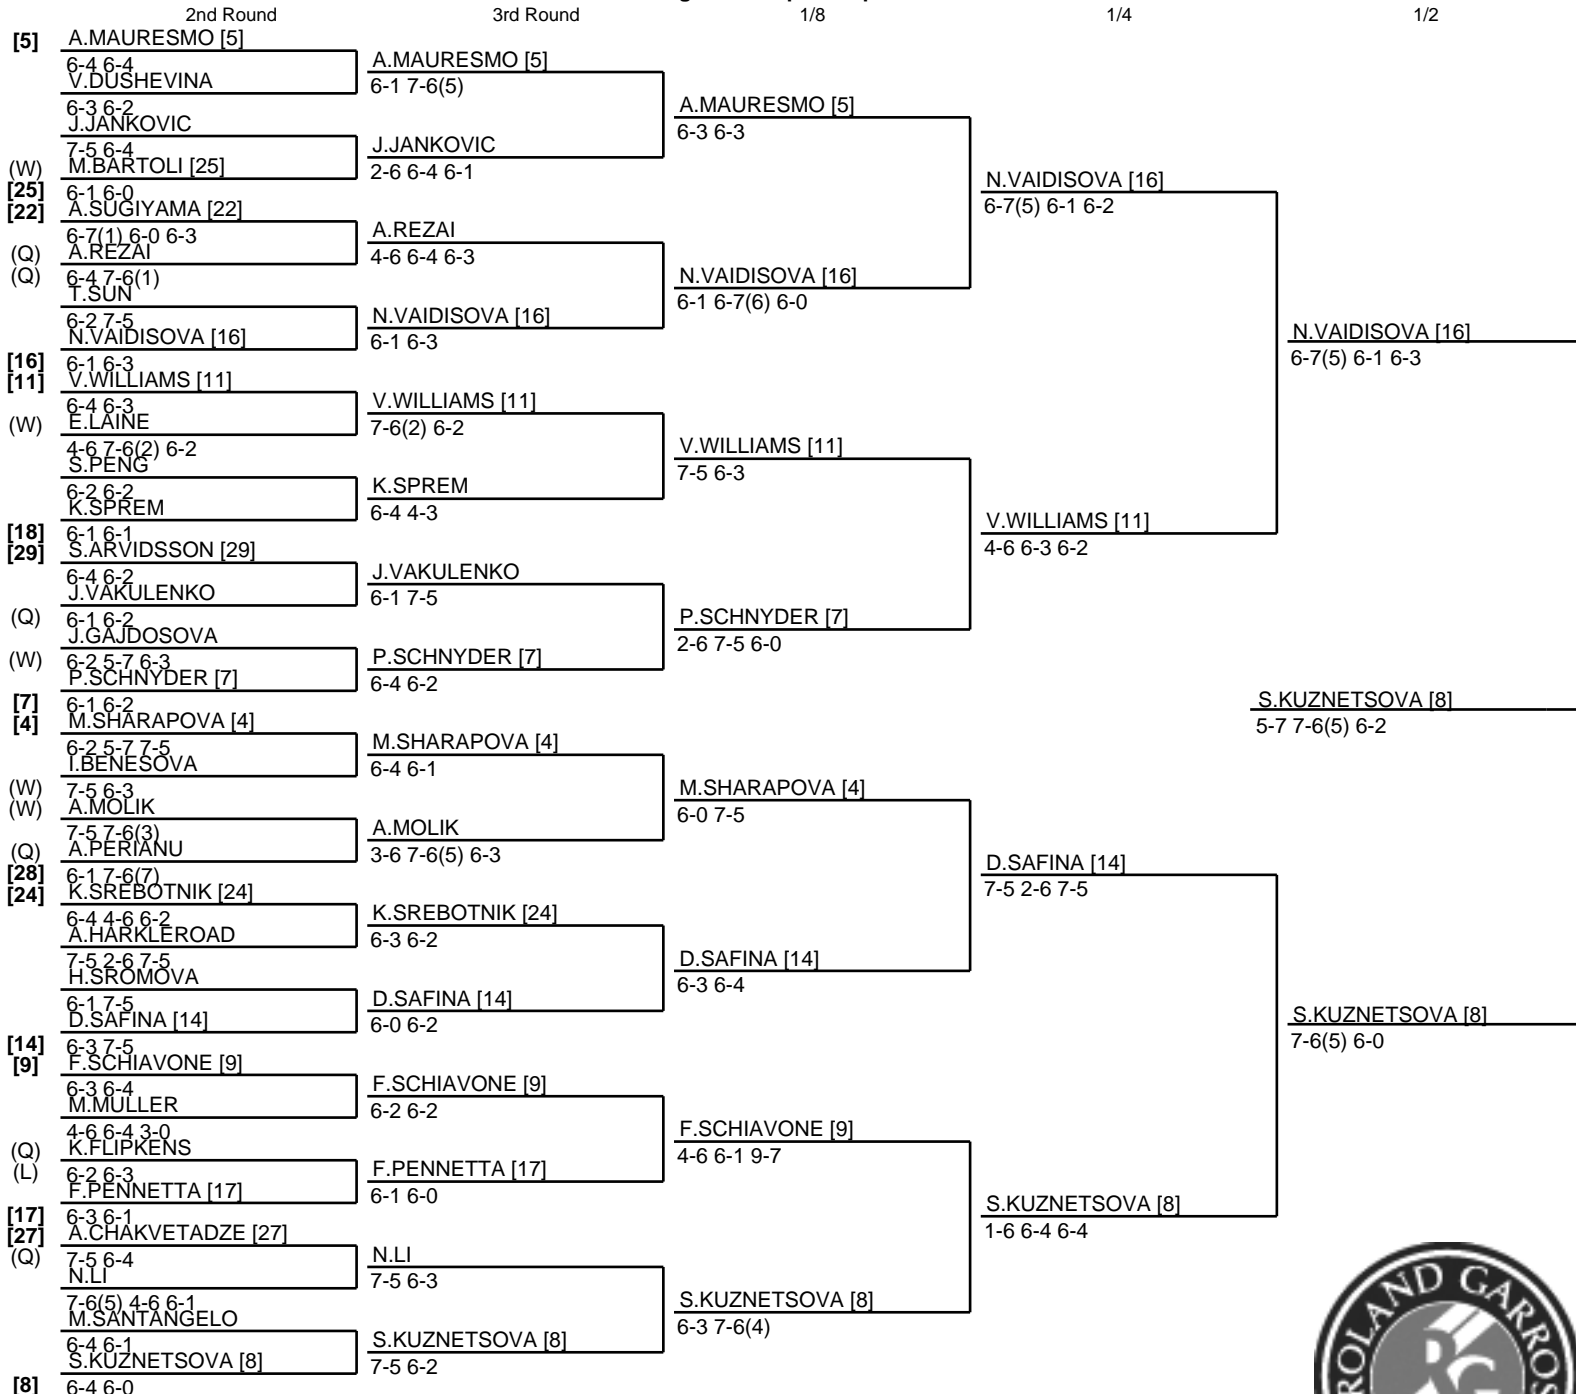 2nd Round 3rd Round 1/8 1/4 1/2
[5] A.MAURESMO [5]
6-4 6-4
V.DUSHEVINA
6-3 6-2
J.JANKOVIC
7-5 6-4
(W) M.BARTOLI [25]
[25] 6-1 6-0
[22] A.SUGIYAMA [22]
6-7(1) 6-0 6-3
(Q) A.REZAI
(Q) 6-4 7-6(1)
T.SUN
6-2 7-5
N.VAIDISOVA [16]
[16] 6-1 6-3
[11] V.WILLIAMS [11]
6-4 6-3
(W) E.LAINE
4-6 7-6(2) 6-2
S.PENG
6-2 6-2
K.SPREM
[18] 6-1 6-1
[29] S.ARVIDSSON [29]
6-4 6-2
J.VAKULENKO
(Q) 6-1 6-2
J.GAJDOSOVA
(W) 6-2 5-7 6-3
P.SCHNYDER [7]
[7] 6-1 6-2
[4] M.SHARAPOVA [4]
6-2 5-7 7-5
I.BENESOVA
(W) 7-5 6-3
(W) A.MOLIK
7-5 7-6(3)
(Q) A.PERIANU
[28] 6-1 7-6(7)
[24] K.SREBOTNIK [24]
6-4 4-6 6-2
A.HARKLEROAD
7-5 2-6 7-5
H.SROMOVA
6-1 7-5
D.SAFINA [14]
[14] 6-3 7-5
[9] F.SCHIAVONE [9]
6-3 6-4
M.MULLER
4-6 6-4 3-0
(Q) K.FLIPKENS
(L) 6-2 6-3
F.PENNETTA [17]
[17] 6-3 6-1
[27] A.CHAKVETADZE [27]
(Q) 7-5 6-4
N.LI
7-6(5) 4-6 6-1
M.SANTANGELO
6-4 6-1
S.KUZNETSOVA [8]
[8] 6-4 6-0
A.MAURESMO [5]
6-1 7-6(5)
J.JANKOVIC
2-6 6-4 6-1
A.REZAI
4-6 6-4 6-3
N.VAIDISOVA [16]
6-1 6-3
V.WILLIAMS [11]
7-6(2) 6-2
K.SPREM
6-4 4-3
J.VAKULENKO
6-1 7-5
P.SCHNYDER [7]
6-4 6-2
M.SHARAPOVA [4]
6-4 6-1
A.MOLIK
3-6 7-6(5) 6-3
K.SREBOTNIK [24]
6-3 6-2
D.SAFINA [14]
6-0 6-2
F.SCHIAVONE [9]
6-2 6-2
F.PENNETTA [17]
6-1 6-0
N.LI
7-5 6-3
S.KUZNETSOVA [8]
7-5 6-2
A.MAURESMO [5]
6-3 6-3
N.VAIDISOVA [16]
6-1 6-7(6) 6-0
V.WILLIAMS [11]
7-5 6-3
P.SCHNYDER [7]
2-6 7-5 6-0
M.SHARAPOVA [4]
6-0 7-5
D.SAFINA [14]
6-3 6-4
F.SCHIAVONE [9]
4-6 6-1 9-7
S.KUZNETSOVA [8]
6-3 7-6(4)
N.VAIDISOVA [16]
6-7(5) 6-1 6-2
V.WILLIAMS [11]
4-6 6-3 6-2
D.SAFINA [14]
7-5 2-6 7-5
S.KUZNETSOVA [8]
1-6 6-4 6-4
N.VAIDISOVA [16]
6-7(5) 6-1 6-3
S.KUZNETSOVA [8]
7-6(5) 6-0
S.KUZNETSOVA [8]
5-7 7-6(5) 6-2
ROLAND GARROS
RG